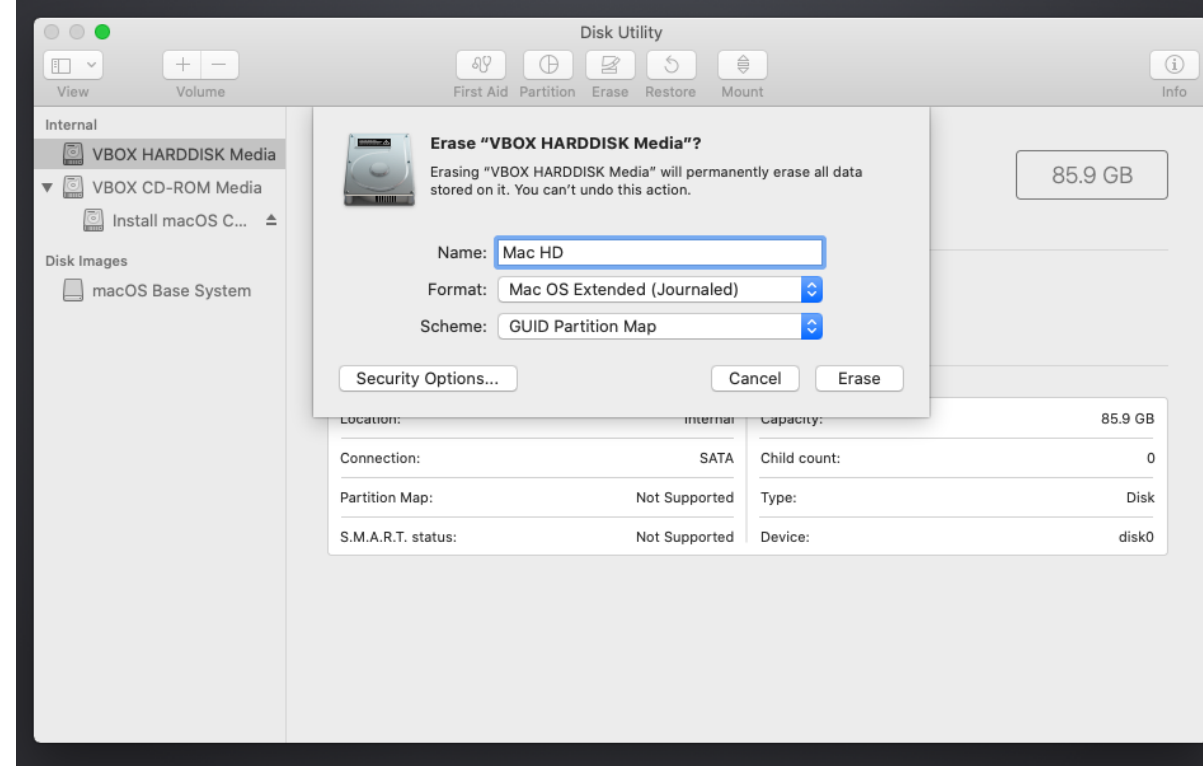 Disk Utility
View
Volume
First Aid
Partition
Erase
Restore
Mount
Info
Internal
VBOX HARDDISK Media
VBOX CD-ROM Media
Install macOS C...
Disk Images
macOS Base System
Erase “VBOX HARDDISK Media”?
Erasing “VBOX HARDDISK Media” will permanently erase all data
stored on it. You can’t undo this action.
Name: Mac HD
Format: Mac OS Extended (Journaled)
Scheme: GUID Partition Map
Security Options...
Cancel
Erase
85.9 GB
Location: Internal
Capacity: 85.9 GB
Connection: SATA
Child count: 0
Partition Map: Not Supported
Type: Disk
S.M.A.R.T. status: Not Supported
Device: disk0